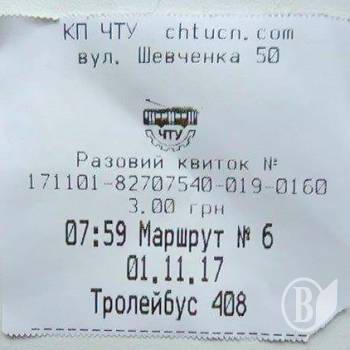 КП ЧТУ chtucn.com
вул. Шевченка 50
ЧТУ
Разовий квиток №
171101-82707540-019-0160
3.00 грн
07:59 Маршрут № 6
01.11.17
Тролейбус 408
В